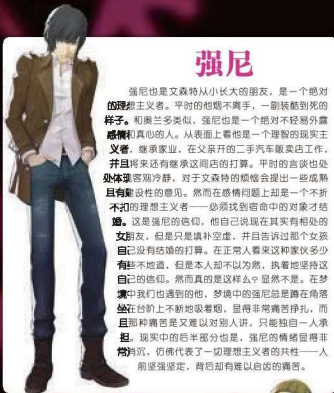 强尼
强尼也是文森特从小长大的朋友，是一个绝对
的理想主义者。平时的他烟不离手，一副装酷到死的
样子。和奥兰多类似，强尼也是一个绝对不轻易外露
感情和真心的人。从表面上看他是一个理智的现实主
义者，继承家业，在父亲开的二手汽车贩卖店工作，
并且将来还有继承这间店的打算。平时的言谈也处
处体现客观冷静，对于文森特的烦恼会提出一些成熟
且有建设性的意见。然而在感情问题上却是一个不折
不扣的理想主义者——必须找到宿命中的对象才结
婚。这是强尼的信仰，他自己说现在其实有相处的
女朋友，但是只是填补空虚，并且告诉过那个女孩
自己没有结婚的打算。在正常人看来这种家伙多少
有些不地道，但是本人却不以为然，执着地坚持这
自己的信仰。然而真的是这样么？显然不是。在梦
境中我们也遇到的他，梦境中的强尼总是蹲在角落
坐在台阶上不断地吸着烟，显得非常痛苦挣扎，而
且那种痛苦是又难以对别人讲，只能独自一人承
担。现实中的后半部分也是，强尼的情绪显得非
常消沉，仿佛代表了一切理想主义者的共性——人
前坚强坚定，背后却有难以启齿的痛苦。